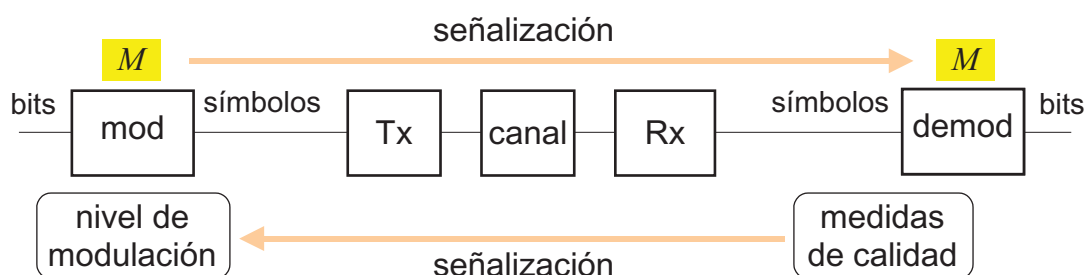 señalización
M
M
bits
símbolos
símbolos
bits
mod
Tx
canal
Rx
demod
nivel de
modulación
medidas
de calidad
señalización